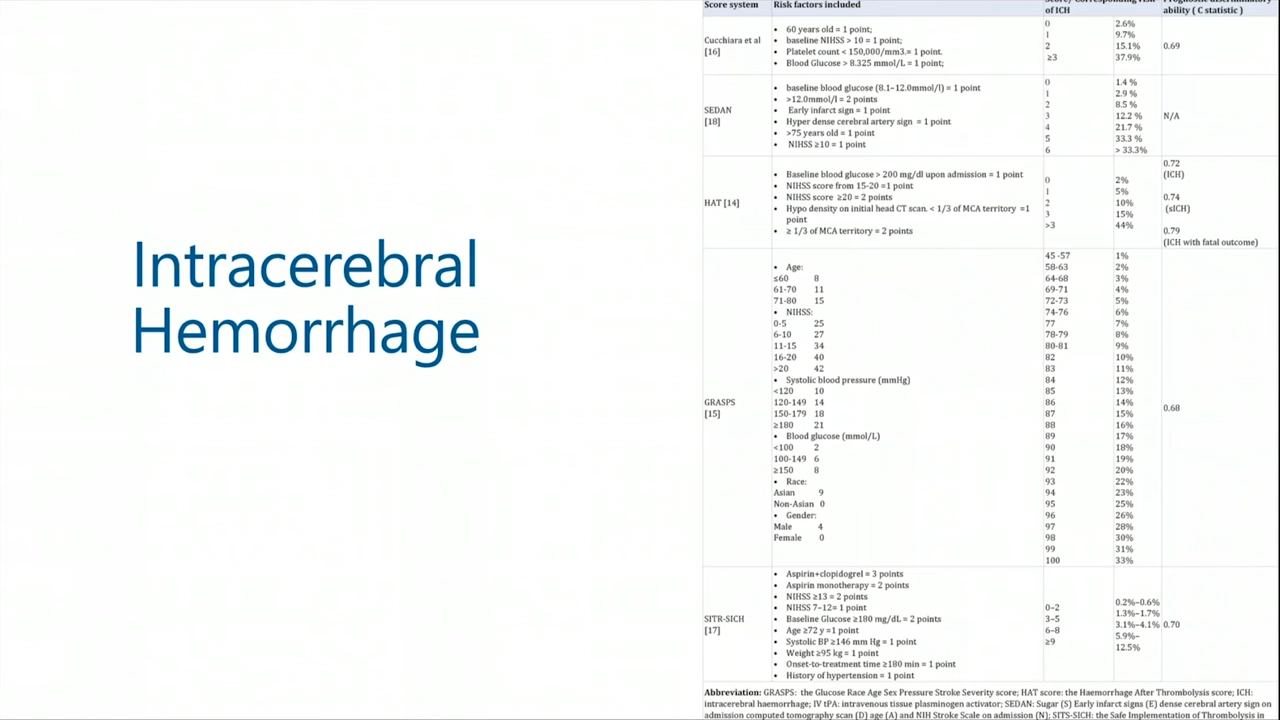 Intracerebral
Hemorrhage
Score system Risk factors included of ICH ability ( C statistic )
Cucchiara et al
[16]
• 60 years old = 1 point;
• baseline NIHSS > 10 = 1 point;
• Platelet count < 150,000/mm3.= 1 point.
• Blood Glucose > 8.325 mmol/L = 1 point;
0 2.6%
1 9.7%
2 15.1%
≥3 37.9%
0.69
SEDAN
[18]
• baseline blood glucose (8.1–12.0mmol/l) = 1 point
• >12.0mmol/l = 2 points
• Early infarct sign = 1 point
• Hyper dense cerebral artery sign = 1 point
• >75 years old = 1 point
• NIHSS ≥10 = 1 point
0 1.4 %
1 2.9 %
2 8.5 %
3 12.2 %
4 21.7 %
5 33.3 %
6 > 33.3%
N/A
HAT [14]
• Baseline blood glucose > 200 mg/dl upon admission = 1 point
• NIHSS score from 15-20 =1 point
• NIHSS score ≥20 = 2 points
• Hypo density on initial head CT scan. < 1/3 of MCA territory =1
point
• ≥ 1/3 of MCA territory = 2 points
0 2%
1 5%
2 10%
3 15%
>3 44%
0.72
(ICH)
0.74
(sICH)
0.79
(ICH with fatal outcome)
GRASPS
[15]
• Age:
≤60 8
61-70 11
71-80 15
• NIHSS:
0-5 25
6-10 27
11-15 34
16-20 40
>20 42
• Systolic blood pressure (mmHg)
<120 10
120-149 14
150-179 18
≥180 21
• Blood glucose (mmol/L)
<100 2
100-149 6
≥150 8
• Race:
Asian 9
Non-Asian 0
• Gender:
Male 4
Female 0
45 -57 1%
58-63 2%
64-68 3%
69-71 4%
72-73 5%
74-76 6%
77 7%
78-79 8%
80-81 9%
82 10%
83 11%
84 12%
85 13%
86 14%
87 15%
88 16%
89 17%
90 18%
91 19%
92 20%
93 22%
94 23%
95 25%
96 26%
97 28%
98 30%
99 31%
100 33%
0.68
SITR-SICH
[17]
• Aspirin+clopidogrel = 3 points
• Aspirin monotherapy = 2 points
• NIHSS ≥13 = 2 points
• NIHSS 7–12= 1 point
• Baseline Glucose ≥180 mg/dL = 2 points
• Age ≥72 y =1 point
• Systolic BP ≥146 mm Hg = 1 point
• Weight ≥95 kg = 1 point
• Onset-to-treatment time ≥180 min = 1 point
• History of hypertension = 1 point
0–2
3–5
6–8
≥9
0.2%–0.6%
1.3%–1.7%
3.1%–4.1%
5.9%–
12.5%
0.70
Abbreviation: GRASPS: the Glucose Race Age Sex Pressure Stroke Severity score; HAT score: the Haemorrhage After Thrombolysis score; ICH:
intracerebral haemorrhage; IV tPA: intravenous tissue plasminogen activator; SEDAN: Sugar (S) Early infarct signs (E) dense cerebral artery sign on
admission computed tomography scan (D) age (A) and NIH Stroke Scale on admission (N); SITS-SICH: the Safe Implementation of Thrombolysis in